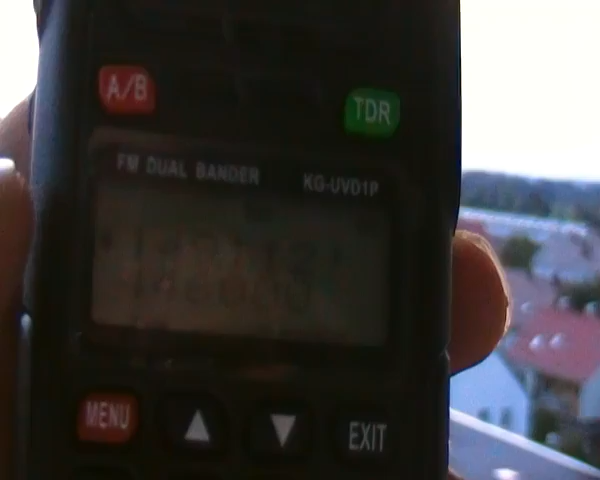 A/B
TDR
FM DUAL BANDER KG-UVD1P
MENU ▲ ▼ EXIT